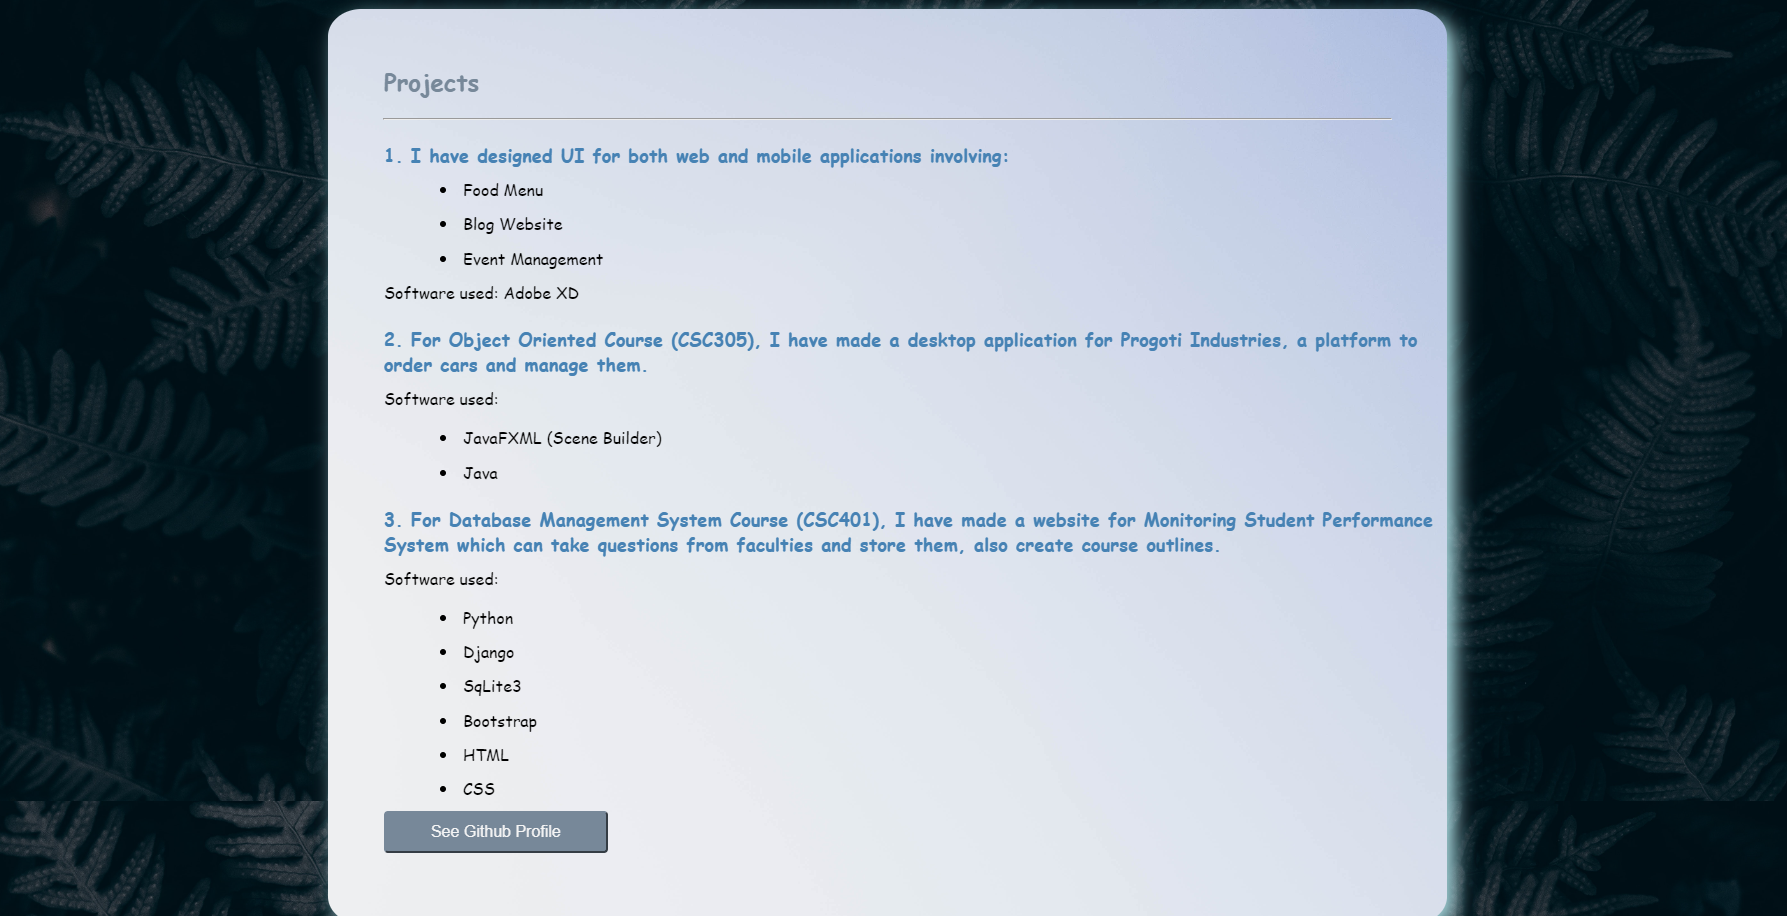 Projects
1. I have designed UI for both web and mobile applications involving:
• Food Menu
• Blog Website
• Event Management
Software used: Adobe XD
2. For Object Oriented Course (CSC305), I have made a desktop application for Progoti Industries, a platform to
order cars and manage them.
Software used:
• JavaFXML (Scene Builder)
• Java
3. For Database Management System Course (CSC401), I have made a website for Monitoring Student Performance
System which can take questions from faculties and store them, also create course outlines.
Software used:
• Python
• Django
• SqLite3
• Bootstrap
• HTML
• CSS
See Github Profile